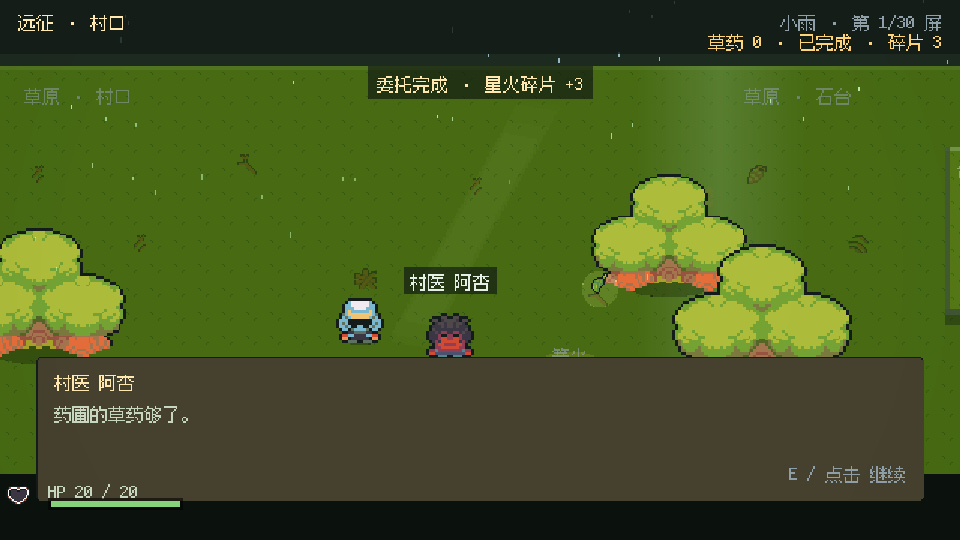 远征 · 村口
小雨 · 第 1/30 屏
草药 0 · 已完成 · 碎片 3
委托完成 · 星火碎片 +3
草原 · 村口
草原 · 石台
村医 阿杏
村医 阿杏
药圃的草药够了。
E / 点击 继续
HP 20 / 20